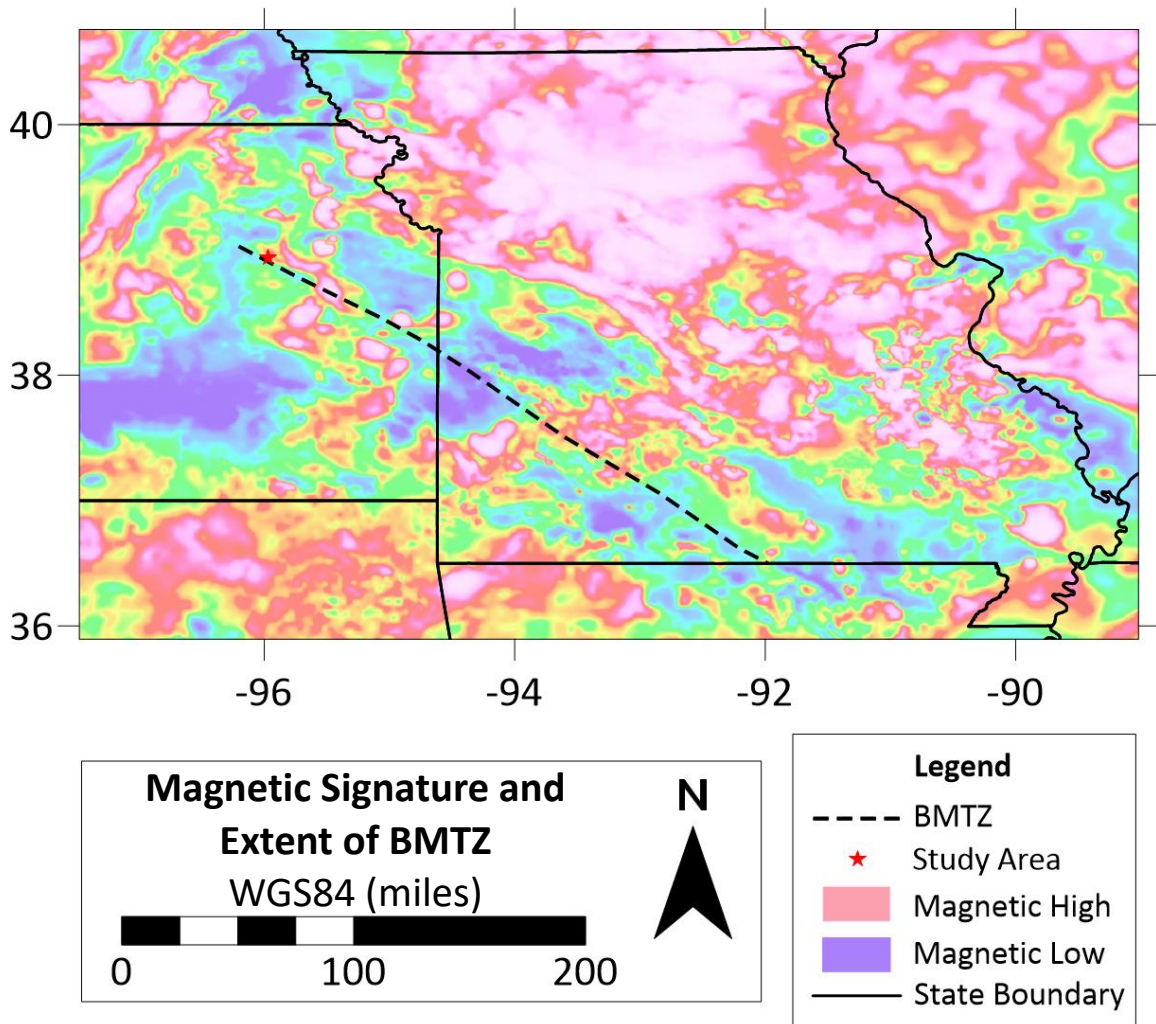 40
38
36
-96 -94 -92 -90
Magnetic Signature and
Extent of BMTZ
WGS84 (miles)
0 100 200
N
Legend
BMTZ
Study Area
Magnetic High
Magnetic Low
State Boundary